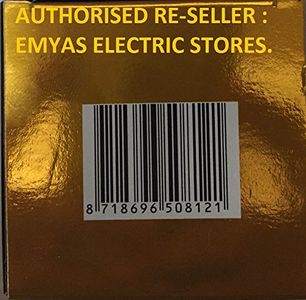 AUTHORISED RE-SELLER :
EMYAS ELECTRIC STORES.
8 718696 508121